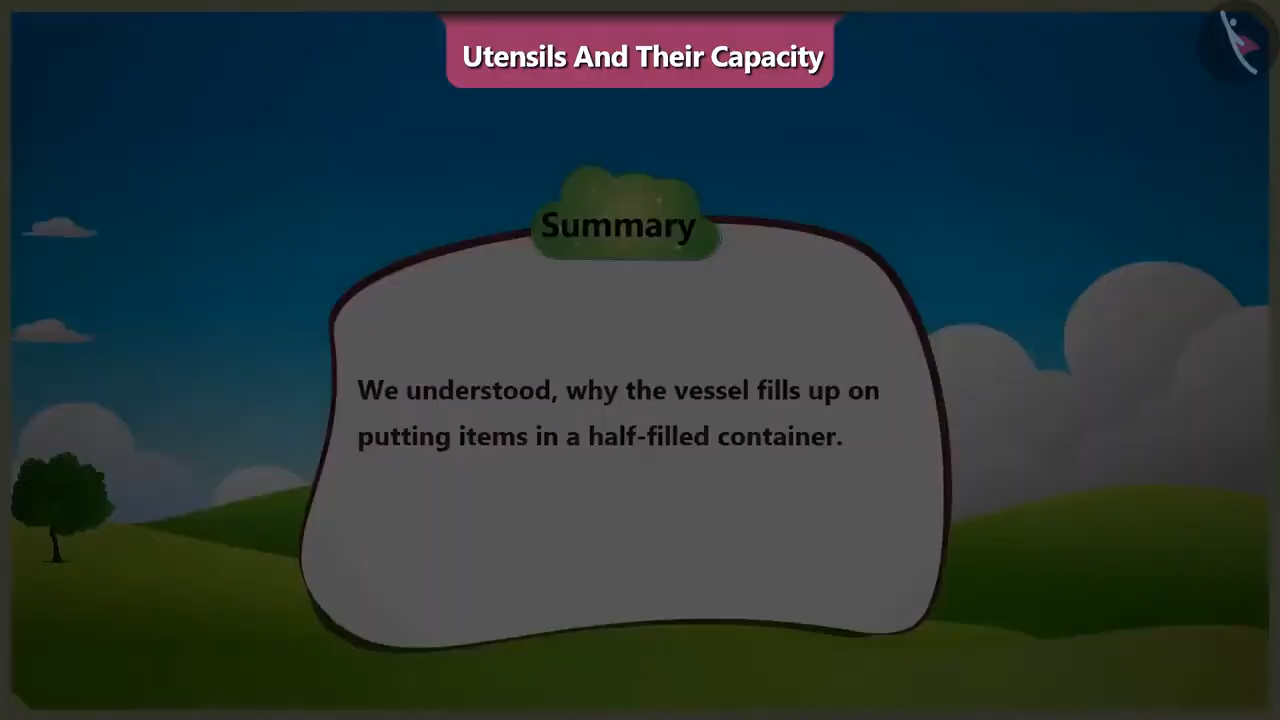 Utensils And Their Capacity
Summary
We understood, why the vessel fills up on
putting items in a half-filled container.